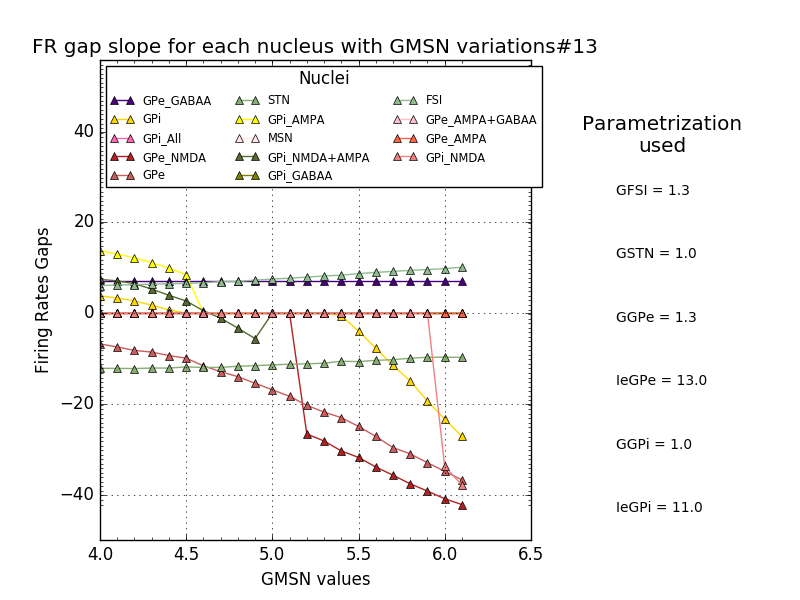 FR gap slope for each nucleus with GMSN variations#13
Nuclei
GPe_GABAA STN FSI
GPi GPi_AMPA GPe_AMPA+GABAA
GPi_All MSN GPe_AMPA
GPe_NMDA GPi_NMDA+AMPA GPi_NMDA
GPe GPi_GABAA
40
20
0
−20
−40
Firing Rates Gaps
4.0 4.5 5.0 5.5 6.0 6.5
GMSN values
Parametrization
used
GFSI = 1.3
GSTN = 1.0
GGPe = 1.3
IeGPe = 13.0
GGPi = 1.0
IeGPi = 11.0